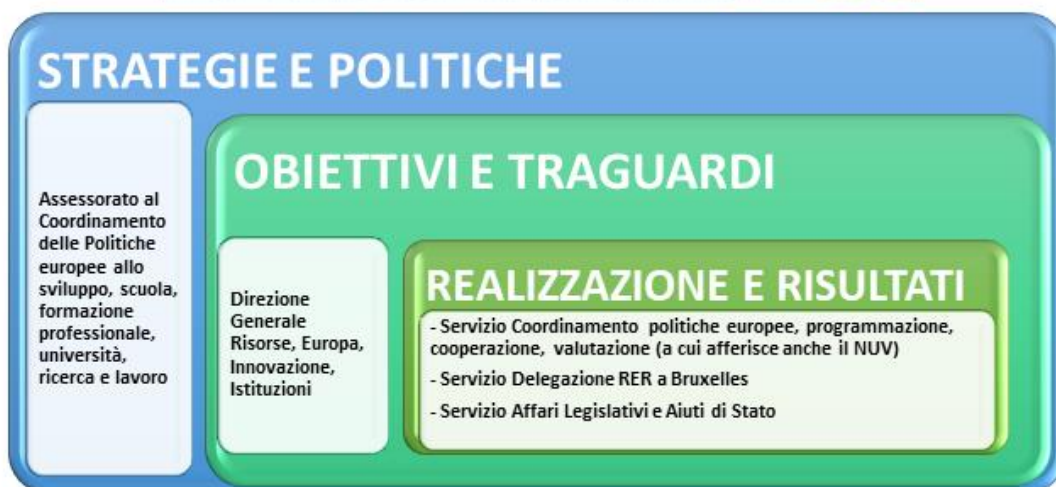 STRATEGIE E POLITICHE
Assessorato al
Coordinamento
delle Politiche
europee allo
sviluppo, scuola,
formazione
professionale,
università,
ricerca e lavoro
OBIETTIVI E TRAGUARDI
Direzione
Generale
Risorse, Europa,
Innovazione,
Istituzioni
REALIZZAZIONE E RISULTATI
- Servizio Coordinamento politiche europee, programmazione,
cooperazione, valutazione (a cui afferisce anche il NUV)
- Servizio Delegazione RER a Bruxelles
- Servizio Affari Legislativi e Aiuti di Stato